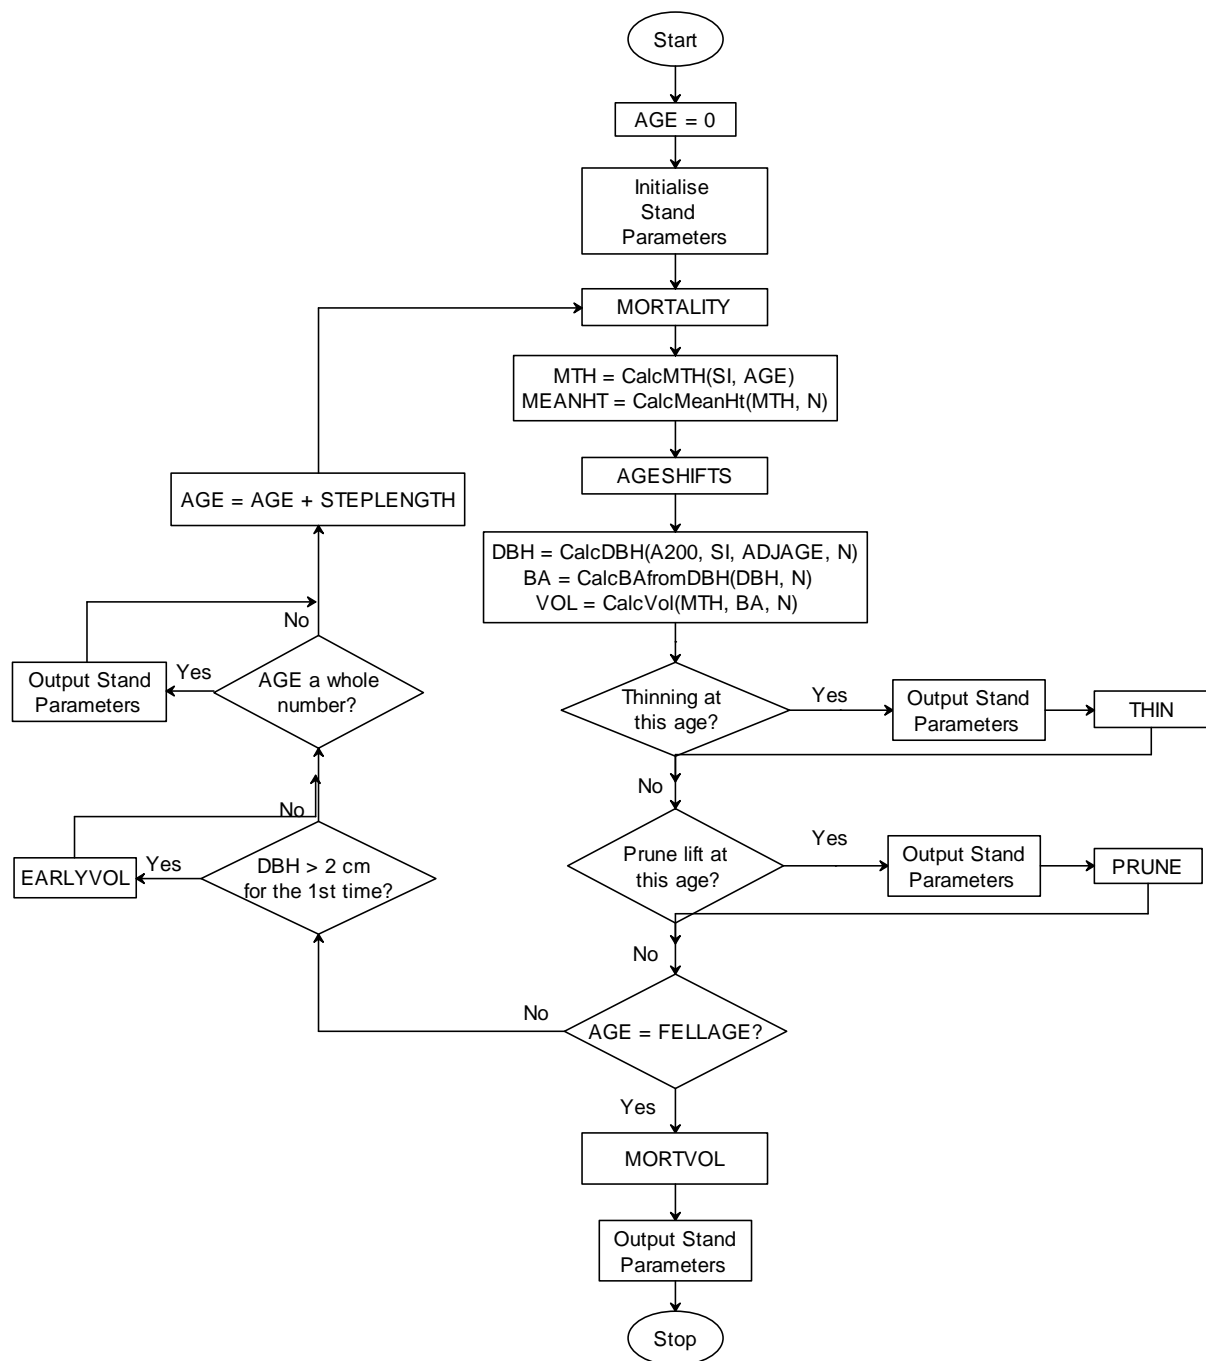 Start
AGE = 0
Initialise
Stand
Parameters
MORTALITY
MTH = CalcMTH(SI, AGE)
MEANHT = CalcMeanHt(MTH, N)
AGESHIFTS
AGE = AGE + STEPLENGTH
DBH = CalcDBH(A200, SI, ADJAGE, N)
BA = CalcBAfromDBH(DBH, N)
VOL = CalcVol(MTH, BA, N)
No
Yes
Output Stand
Parameters
AGE a whole
number?
Thinning at
this age?
Yes
Output Stand
Parameters
THIN
No
No
Yes
EARLYVOL
DBH > 2 cm
for the 1st time?
Prune lift at
this age?
Yes
Output Stand
Parameters
PRUNE
No
No
AGE = FELLAGE?
Yes
MORTVOL
Output Stand
Parameters
Stop